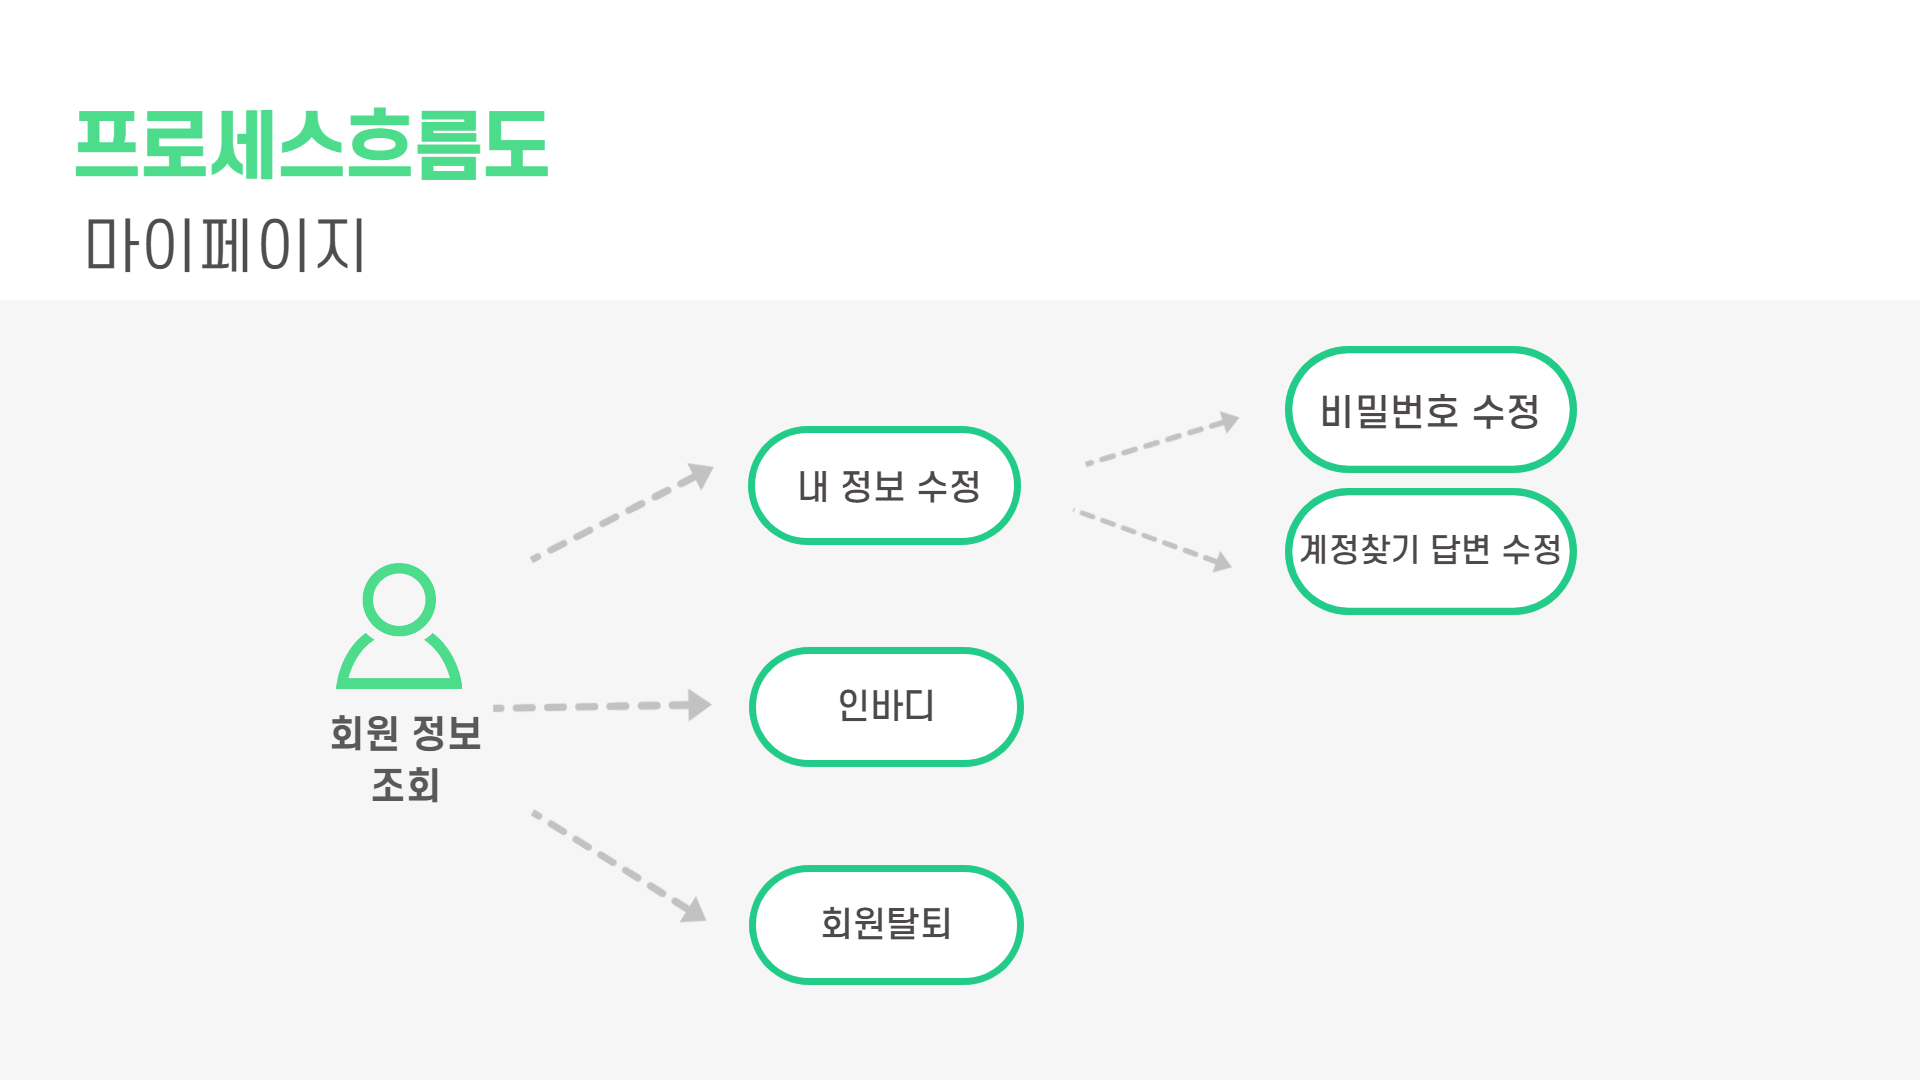 프로세스흐름도
마이페이지
회원 정보
조회
내 정보 수정
인바디
회원탈퇴
비밀번호 수정
계정찾기 답변 수정